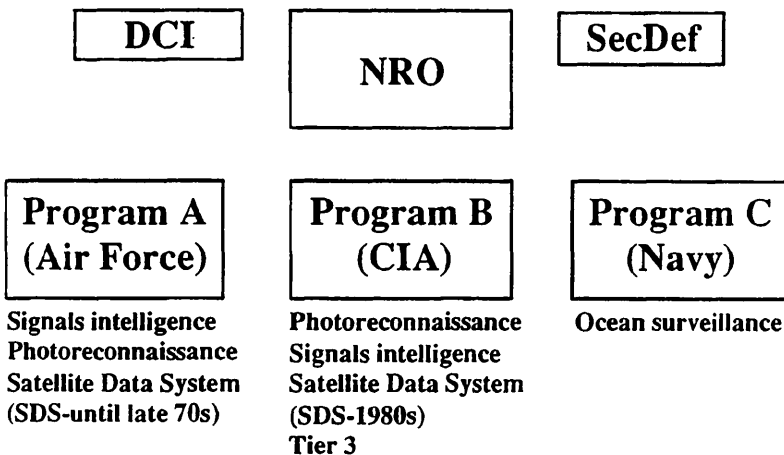 DCI
NRO
SecDef
Program A
(Air Force)
Signals intelligence
Photoreconnaissance
Satellite Data System
(SDS-until late 70s)
Program B
(CIA)
Photoreconnaissance
Signals intelligence
Satellite Data System
(SDS-1980s)
Tier 3
Program C
(Navy)
Ocean surveillance